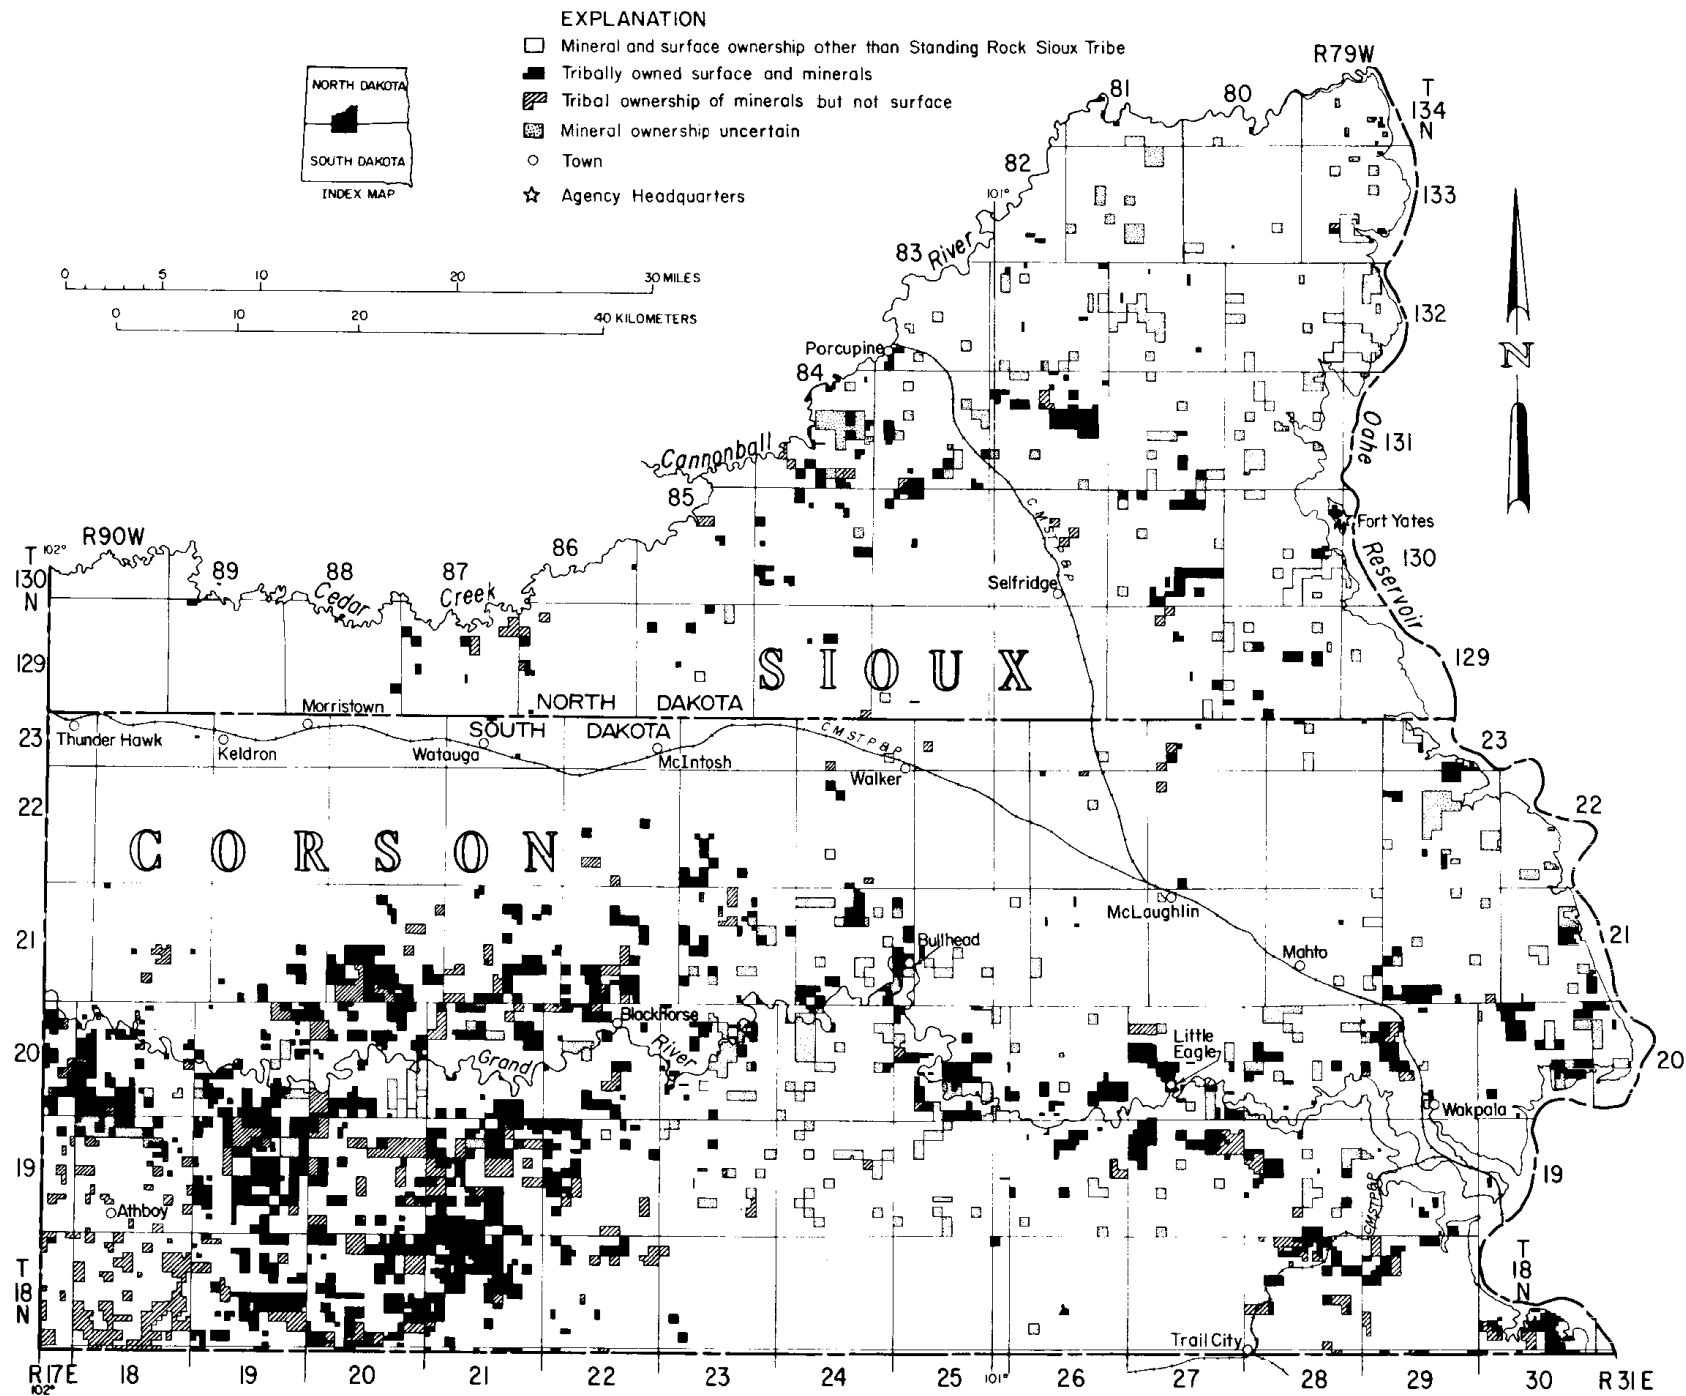 EXPLANATION
Mineral and surface ownership other than Standing Rock Sioux Tribe
Tribally owned surface and minerals
Tribal ownership of minerals but not surface
Mineral ownership uncertain
Town
Agency Headquarters
NORTH DAKOTA
SOUTH DAKOTA
INDEX MAP
0 5 10 20 30 MILES
0 10 20 40 KILOMETERS
R79W
81
80
T
134
N
82
133
101°
83
River
132
N
Porcupine
84
Oahe
131
Cannonball
85
CMSTP&P
Fort Yates
R90W
86
Reservoir
130
T
102°
130
N
89
88
87
Cedar
Creek
Selfridge
129
SIOUX
129
NORTH DAKOTA
Morristown
SOUTH DAKOTA
23
Thunder Hawk
Keldron
Watauga
McIntosh
CMSTP&P
Walker
23
22
22
CORSON
McLaughlin
21
Bullhead
Mahto
21
Blackhorse
20
Grand
River
Little
Eagle
20
Wakpala
19
19
Athboy
CMSTP&P
T
18
N
T
18
N
Trail City
R17E
18
19
20
21
22
23
24
25
26
27
28
29
30
R31E
102°
101°